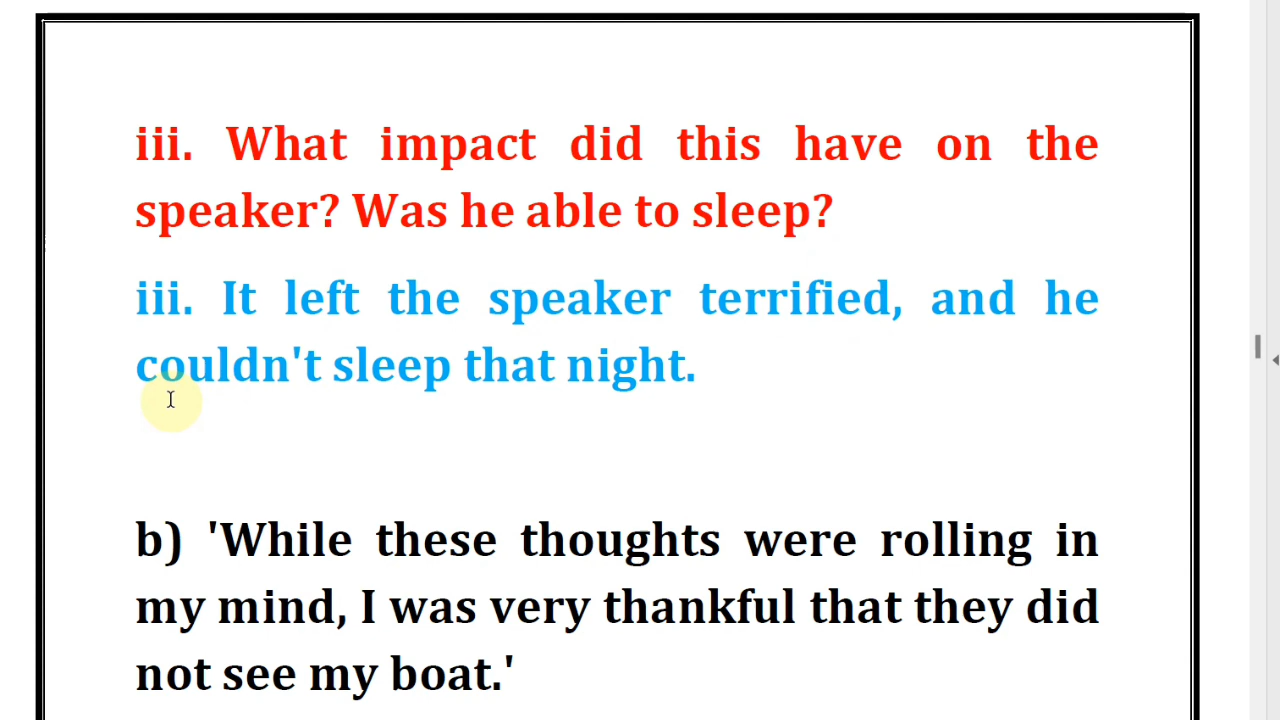 iii. What impact did this have on the
speaker? Was he able to sleep?
iii. It left the speaker terrified, and he
couldn't sleep that night.
b) 'While these thoughts were rolling in
my mind, I was very thankful that they did
not see my boat.'